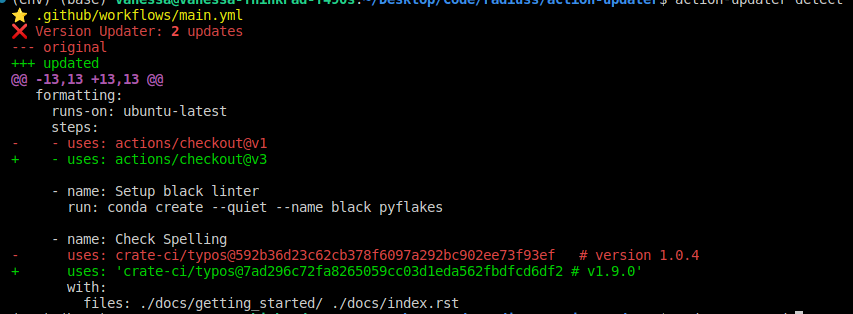 (env) (base) vanessa@vanessa-ThinkPad-T490s:~/Desktop/Code/radiuss/action-updater$ action-updater detect
⭐ .github/workflows/main.yml
❌ Version Updater: 2 updates
--- original
+++ updated
@@ -13,13 +13,13 @@
   formatting:
     runs-on: ubuntu-latest
     steps:
-    - uses: actions/checkout@v1
+    - uses: actions/checkout@v3
     - name: Setup black linter
       run: conda create --quiet --name black pyflakes
     - name: Check Spelling
-      uses: crate-ci/typos@592b36d23c62cb378f6097a292bc902ee73f93ef   # version 1.0.4
+      uses: 'crate-ci/typos@7ad296c72fa8265059cc03d1eda562fbdfcd6df2 # v1.9.0'
       with:
         files: ./docs/getting_started/ ./docs/index.rst